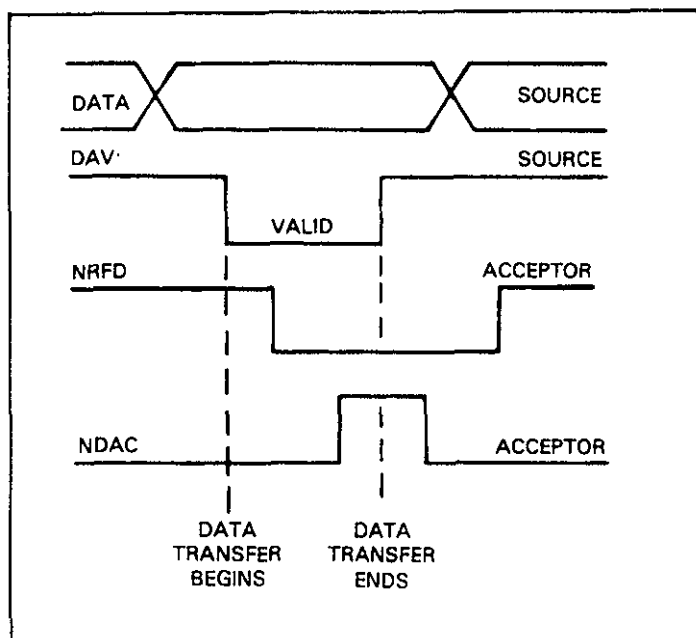 DATA SOURCE
DAV SOURCE
VALID
NRFD ACCEPTOR
NDAC ACCEPTOR
DATA TRANSFER BEGINS
DATA TRANSFER ENDS